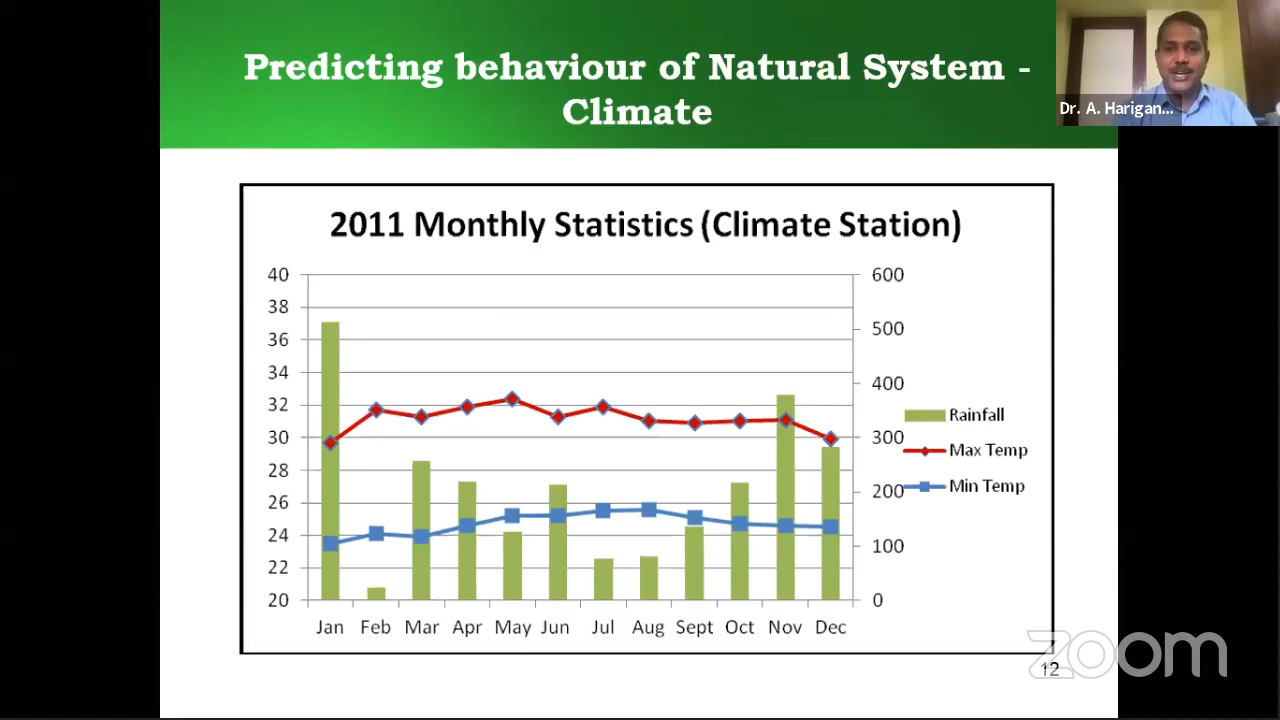 Predicting behaviour of Natural System -
Climate
Dr. A. Harigan...
2011 Monthly Statistics (Climate Station)
40
38
36
34
32
30
28
26
24
22
20
600
500
400
300
200
100
0
Rainfall
Max Temp
Min Temp
Jan Feb Mar Apr May Jun Jul Aug Sept Oct Nov Dec
zoom
12